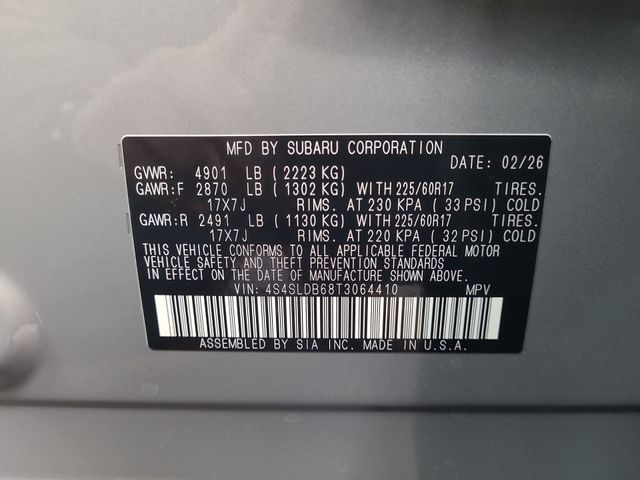 MFD BY SUBARU CORPORATION
GVWR: 4901 LB (2223 KG) DATE: 02/26
GAWR:F 2870 LB (1302 KG) WITH 225/60R17 TIRES.
17X7J RIMS. AT 230 KPA (33 PSI) COLD
GAWR:R 2491 LB (1130 KG) WITH 225/60R17 TIRES.
17X7J RIMS. AT 220 KPA (32 PSI) COLD
THIS VEHICLE CONFORMS TO ALL APPLICABLE FEDERAL MOTOR
VEHICLE SAFETY AND THEFT PREVENTION STANDARDS
IN EFFECT ON THE DATE OF MANUFACTURE SHOWN ABOVE.
VIN: 4S4SLDB68T3064410 MPV
ASSEMBLED BY SIA INC. MADE IN U.S.A.